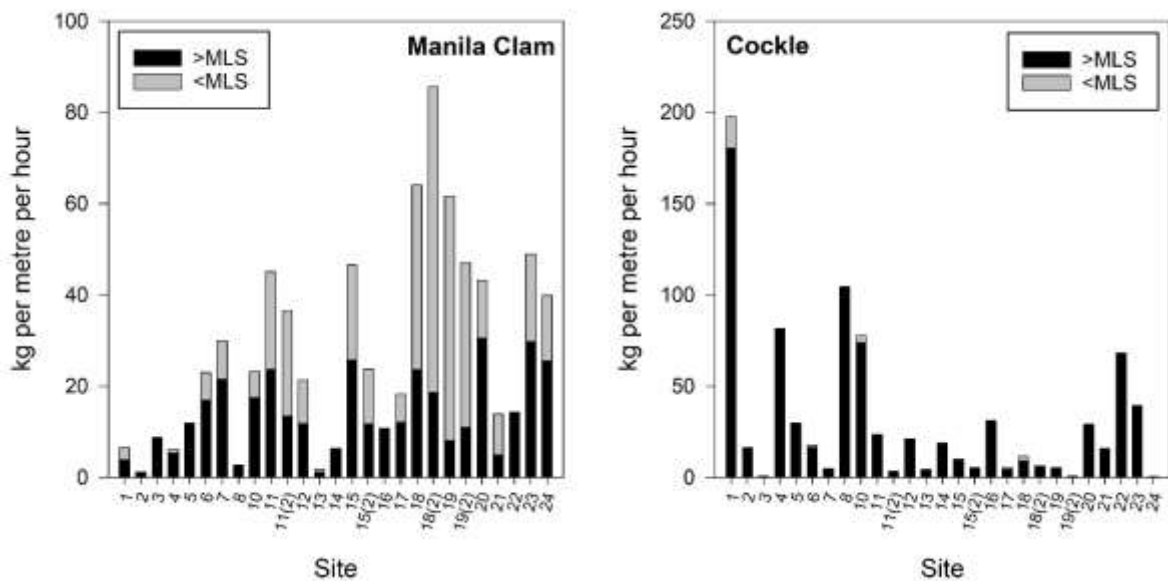 Manila Clam
>MLS
<MLS
kg per metre per hour
100
80
60
40
20
0
1 2 3 4 5 6 7 8 10 11 11(2) 12 13 14 15 15(2) 16 17 18 18(2) 19 19(2) 20 21 22 23 24
Site
Cockle
>MLS
<MLS
kg per metre per hour
250
200
150
100
50
0
1 2 3 4 5 6 7 8 10 11 11(2) 12 13 14 15 15(2) 16 17 18 18(2) 19 19(2) 20 21 22 23 24
Site